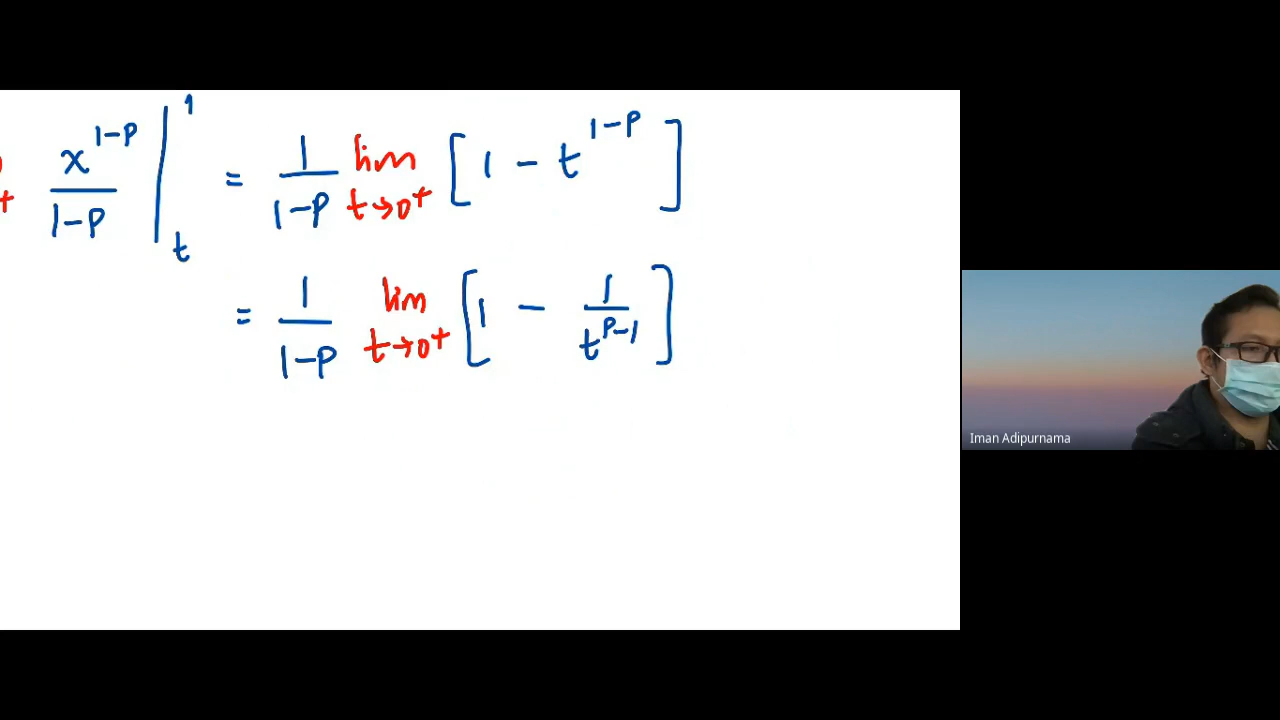 + x^{1-p}/(1-p) |_t^1 = 1/(1-p) lim_{t→0^+} [1 - t^{1-p}]
= 1/(1-p) lim_{t→0^+} [1 - 1/t^{p-1}]
Iman Adipurnama